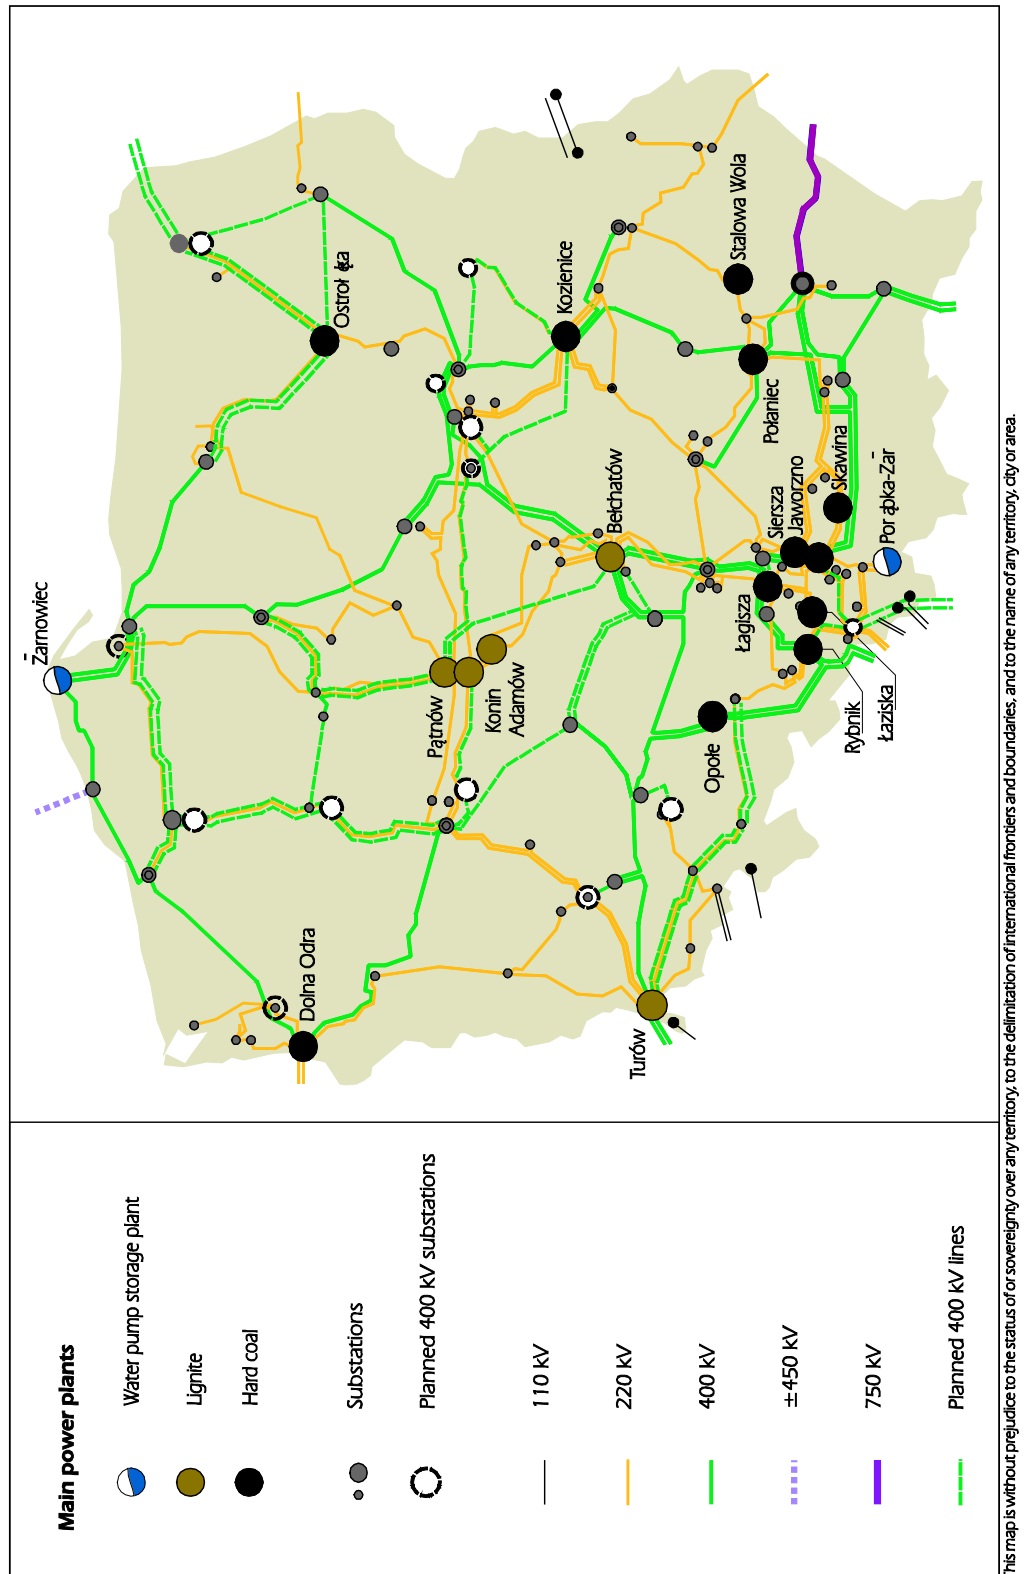 Żarnowiec
Ostrołęka
Dolna Odra
Pątnów
Konin
Adamów
Kozienice
Bełchatów
Stalowa Wola
Połaniec
Siersza
Jaworzno
Skawina
Porąbka-Żar
Łagisza
Opole
Rybnik
Łaziska
Turów
Main power plants
Water pump storage plant
Lignite
Hard coal
Substations
Planned 400 kV substations
110 kV
220 kV
400 kV
±450 kV
750 kV
Planned 400 kV lines
This map is without prejudice to the status of or sovereignty over any territory, to the delimitation of international frontiers and boundaries, and to the name of any territory, city or area.